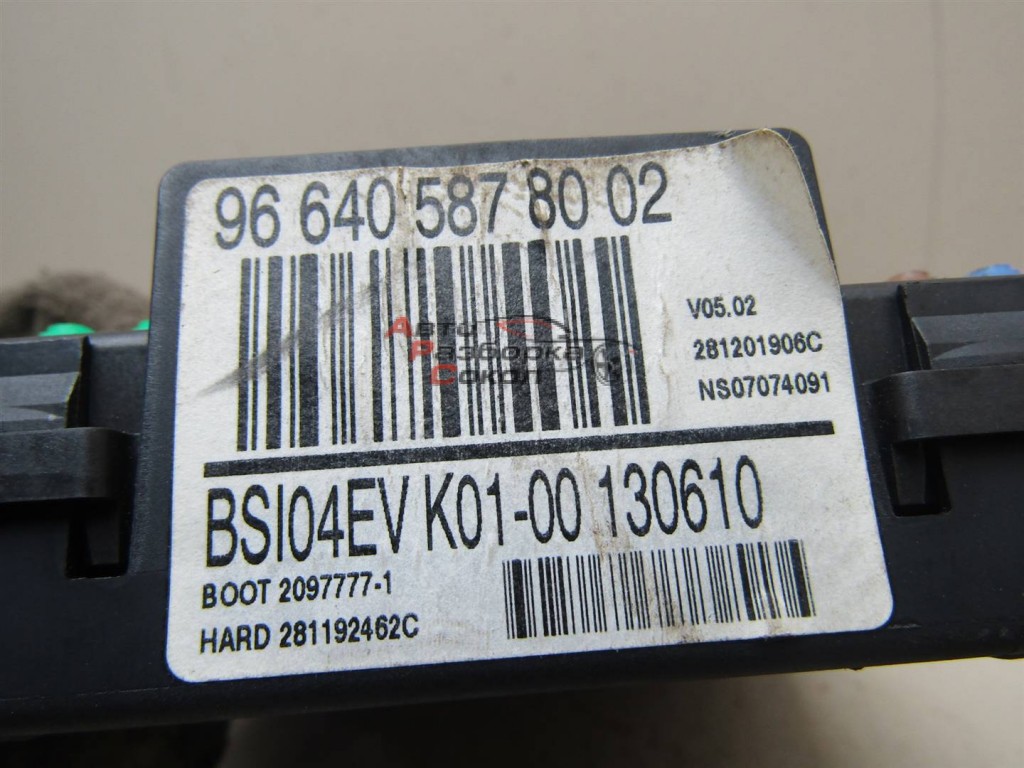 96 640 587 80 02
V05.02
281201906C
NS07074091
Авто
Разборка
Сокол
BSI04EV K01-00 130610
BOOT 2097777-1
HARD 281192462C